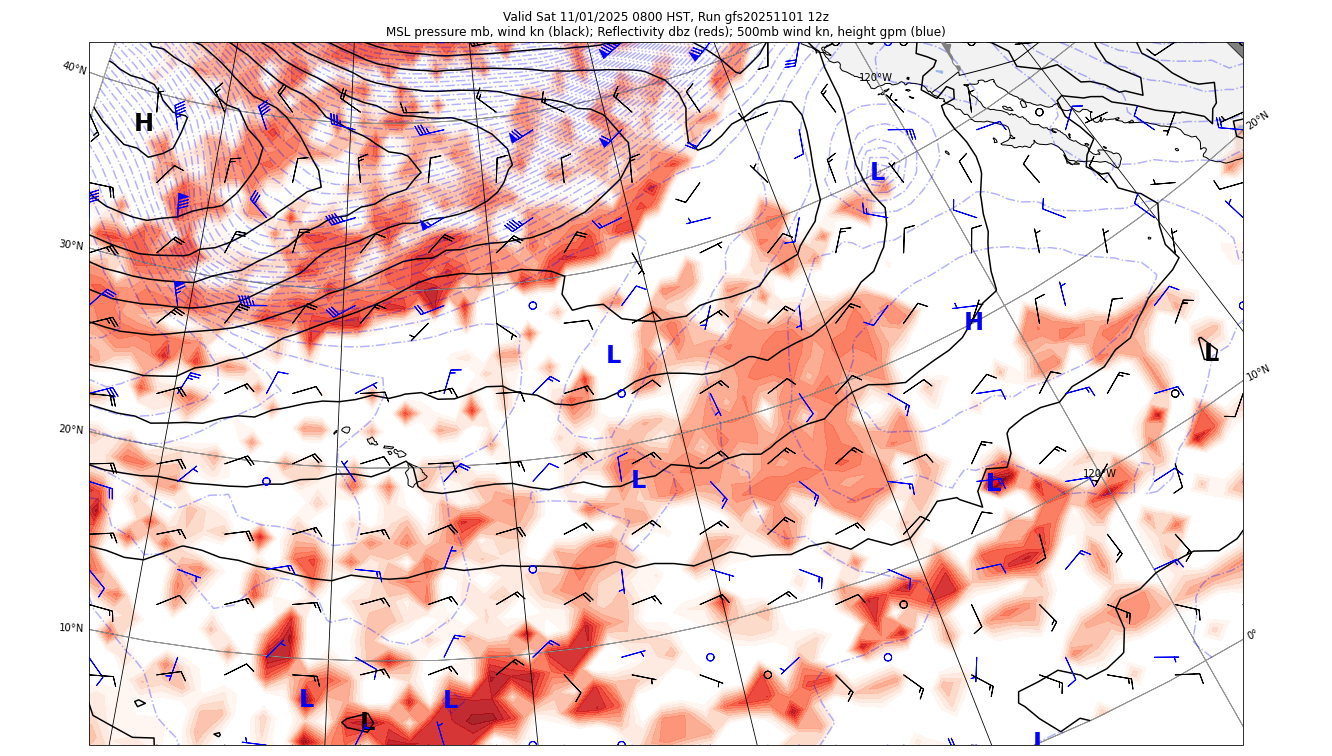 Valid Sat 11/01/2025 0800 HST, Run gfs20251101 12z
MSL pressure mb, wind kn (black); Reflectivity dbz (reds); 500mb wind kn, height gpm (blue)
40°N
120°W
20°N
H
L
30°N
H
L
L
10°N
20°N
L
L
120°W
10°N
0°
L
L
L
L